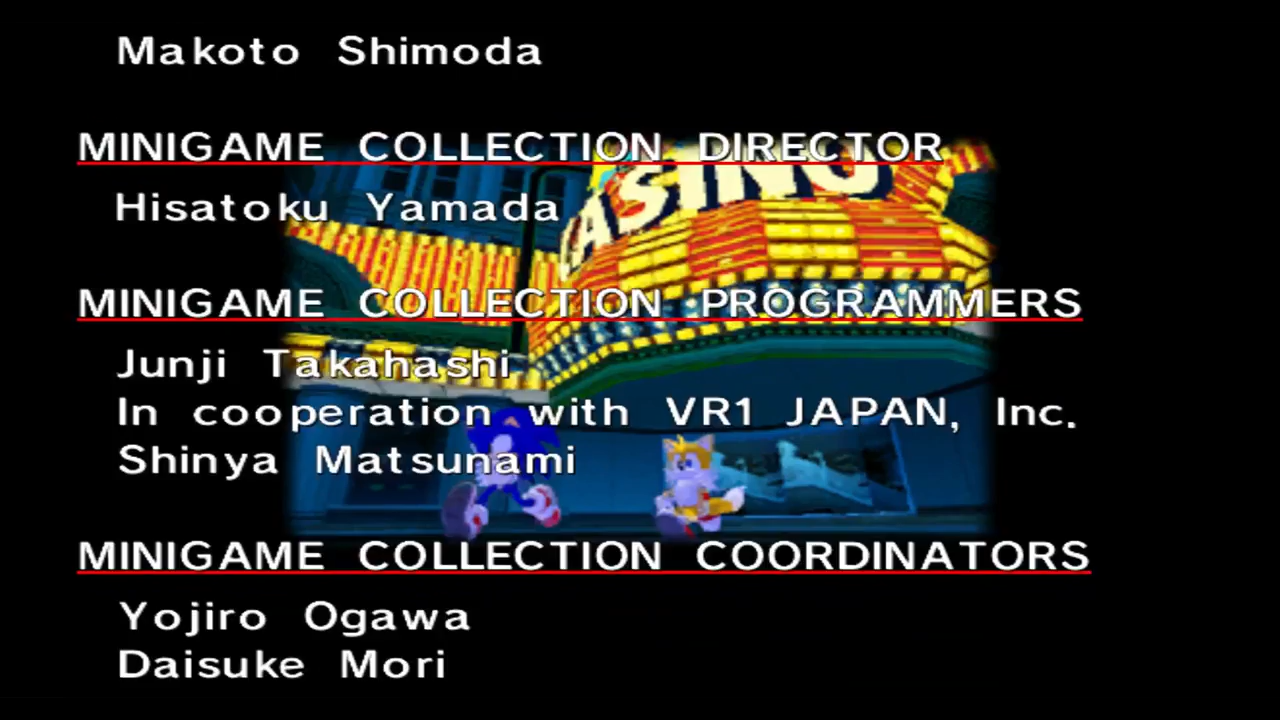 Makoto Shimoda
MINIGAME COLLECTION DIRECTOR
Hisatoku Yamada
CASINO
MINIGAME COLLECTION PROGRAMMERS
Junji Takahashi
In cooperation with VR1 JAPAN, Inc.
Shinya Matsunami
MINIGAME COLLECTION COORDINATORS
Yojiro Ogawa
Daisuke Mori